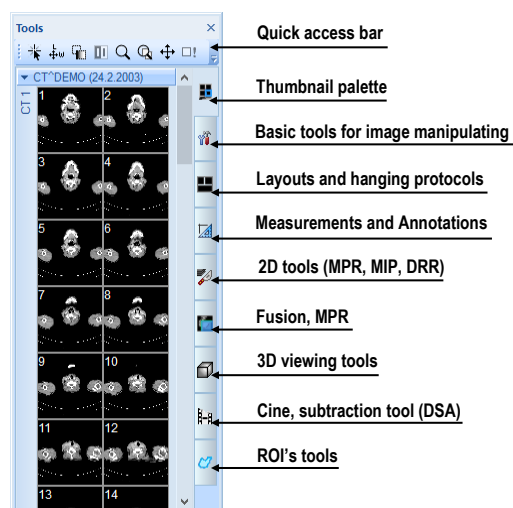 Tools
Quick access bar
CT^DEMO (24.2.2003)
CT 1
1 2
Thumbnail palette
Basic tools for image manipulating
3 4
Layouts and hanging protocols
5 6
Measurements and Annotations
2D tools (MPR, MIP, DRR)
7 8
Fusion, MPR
9 10
3D viewing tools
Cine, subtraction tool (DSA)
11 12
ROI's tools
13 14